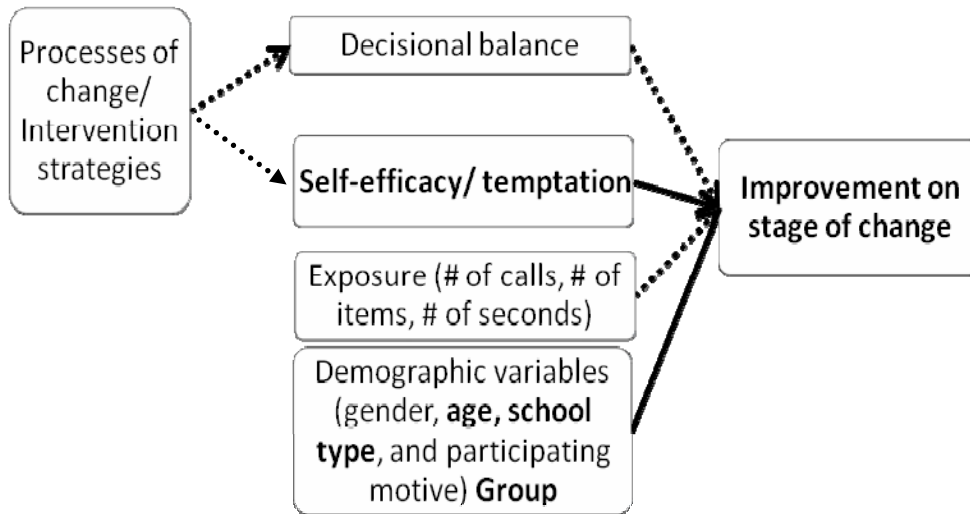 Processes of
change/
Intervention
strategies
Decisional balance
Self-efficacy/ temptation
Exposure (# of calls, # of
items, # of seconds)
Demographic variables
(gender, age, school
type, and participating
motive) Group
Improvement on
stage of change